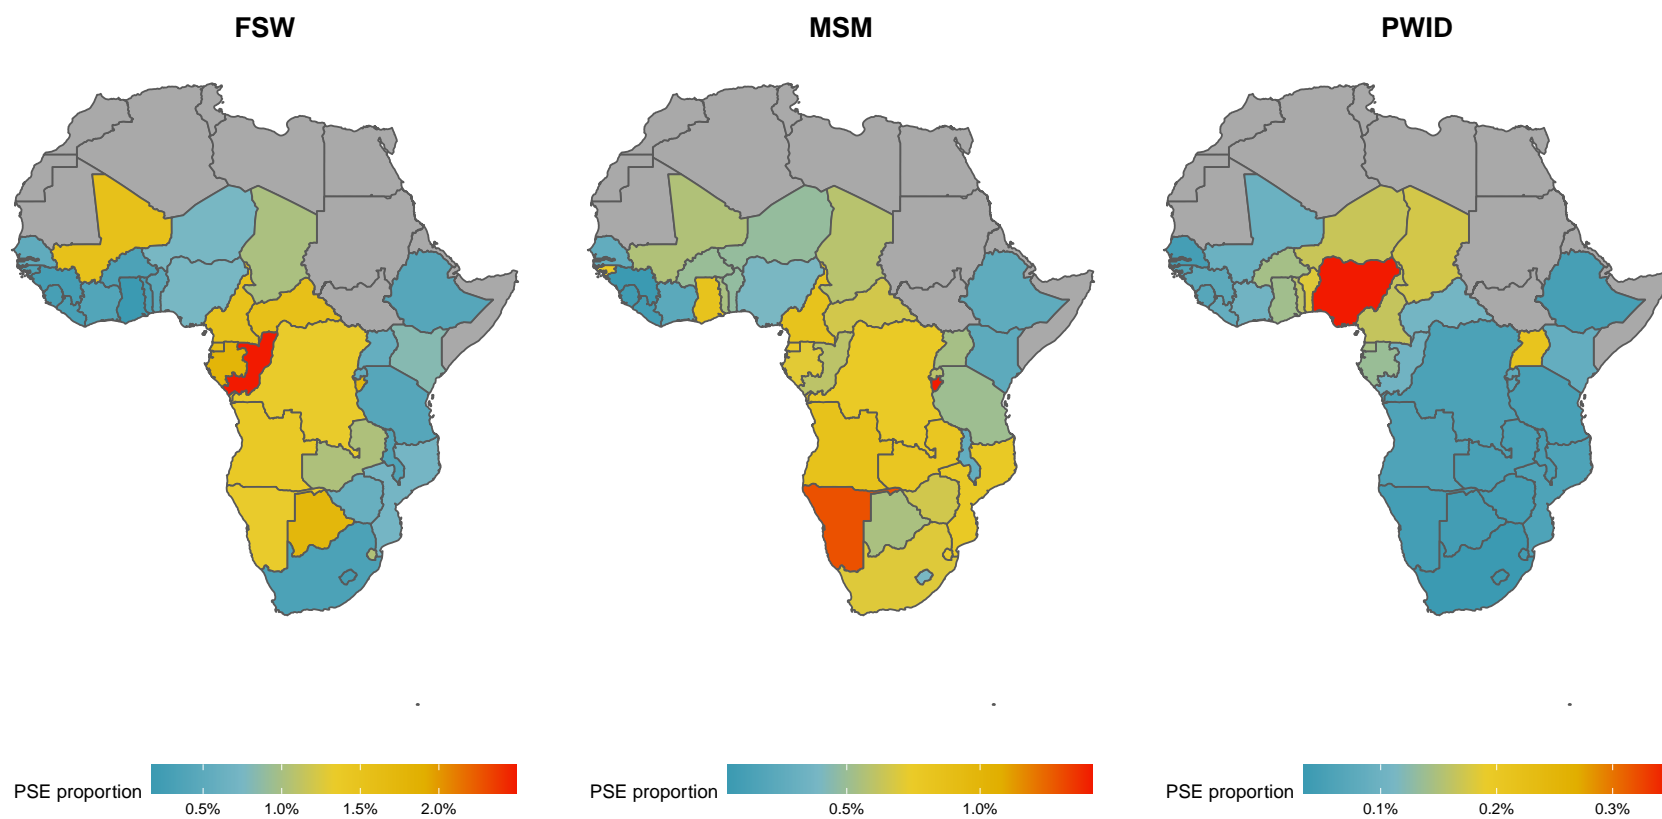 FSW MSM PWID
PSE proportion 0.5% 1.0% 1.5% 2.0%
PSE proportion 0.5% 1.0%
PSE proportion 0.1% 0.2% 0.3%